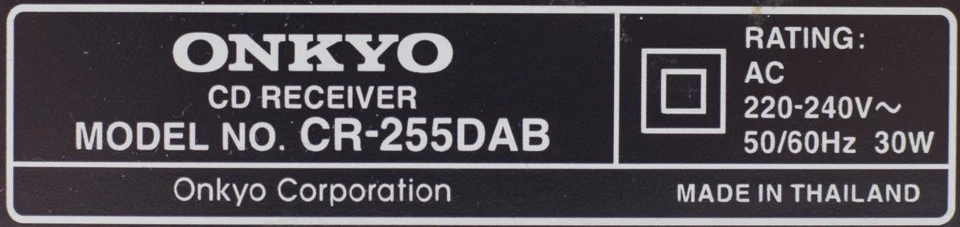 ONKYO
CD RECEIVER
MODEL NO. CR-255DAB
RATING:
AC
220-240V～
50/60Hz 30W
Onkyo Corporation
MADE IN THAILAND